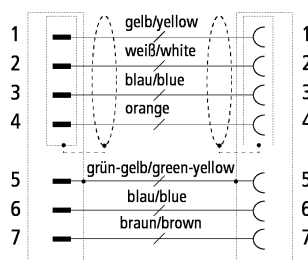 gelb/yellow
1 1
weiß/white
2 2
blau/blue
3 3
orange
4 4
grün-gelb/green-yellow
5 5
blau/blue
6 6
braun/brown
7 7